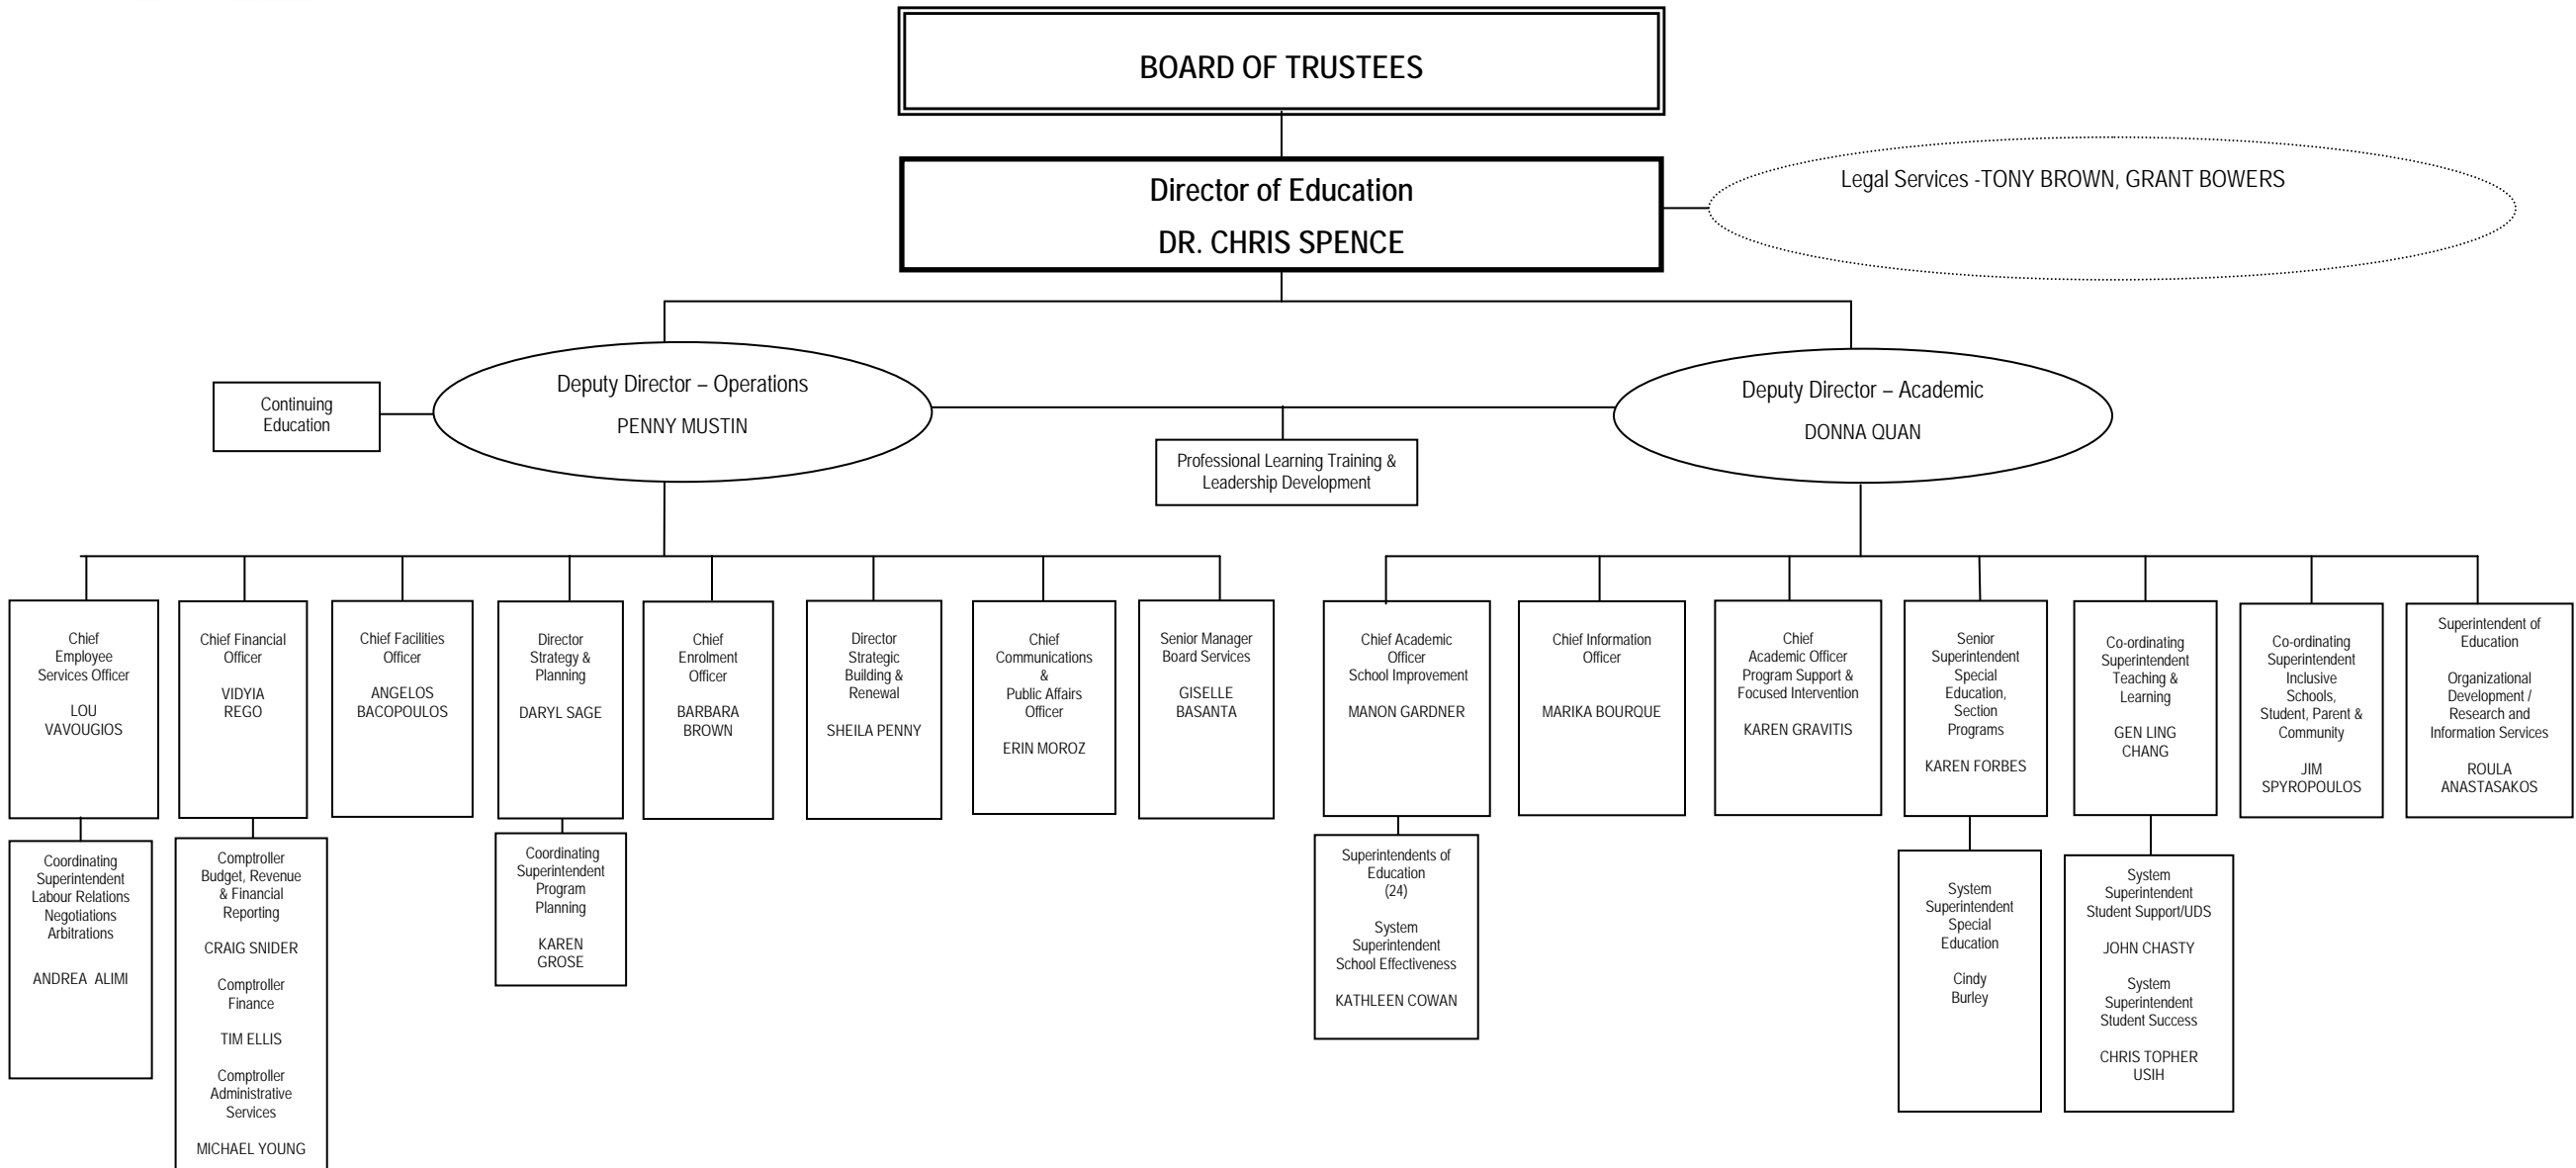 BOARD OF TRUSTEES
Director of Education
DR. CHRIS SPENCE
Legal Services -TONY BROWN, GRANT BOWERS
Deputy Director – Operations
PENNY MUSTIN
Deputy Director – Academic
DONNA QUAN
Continuing
Education
Professional Learning Training &
Leadership Development
Chief
Employee
Services Officer
LOU
VAVOUGIOS
Chief Financial
Officer
VIDYIA
REGO
Chief Facilities
Officer
ANGELOS
BACOPOULOS
Director
Strategy &
Planning
DARYL SAGE
Chief
Enrolment
Officer
BARBARA
BROWN
Director
Strategic
Building &
Renewal
SHEILA PENNY
Chief
Communications
&
Public Affairs
Officer
ERIN MOROZ
Senior Manager
Board Services
GISELLE
BASANTA
Chief Academic
Officer
School Improvement
MANON GARDNER
Chief Information
Officer
MARIKA BOURQUE
Chief
Academic Officer
Program Support &
Focused Intervention
KAREN GRAVITIS
Senior
Superintendent
Special
Education,
Section
Programs
KAREN FORBES
Co-ordinating
Superintendent
Teaching &
Learning
GEN LING
CHANG
Co-ordinating
Superintendent
Inclusive
Schools,
Student, Parent &
Community
JIM
SPYROPOULOS
Superintendent of
Education
Organizational
Development /
Research and
Information Services
ROULA
ANASTASAKOS
Coordinating
Superintendent
Labour Relations
Negotiations
Arbitrations
ANDREA ALIMI
Comptroller
Budget, Revenue
& Financial
Reporting
CRAIG SNIDER
Comptroller
Finance
TIM ELLIS
Comptroller
Administrative
Services
MICHAEL YOUNG
Coordinating
Superintendent
Program
Planning
KAREN
GROSE
Superintendents of
Education
(24)
System
Superintendent
School Effectiveness
KATHLEEN COWAN
System
Superintendent
Special
Education
Cindy
Burley
System
Superintendent
Student Support/UDS
JOHN CHASTY
System
Superintendent
Student Success
CHRIS TOPHER
USIH